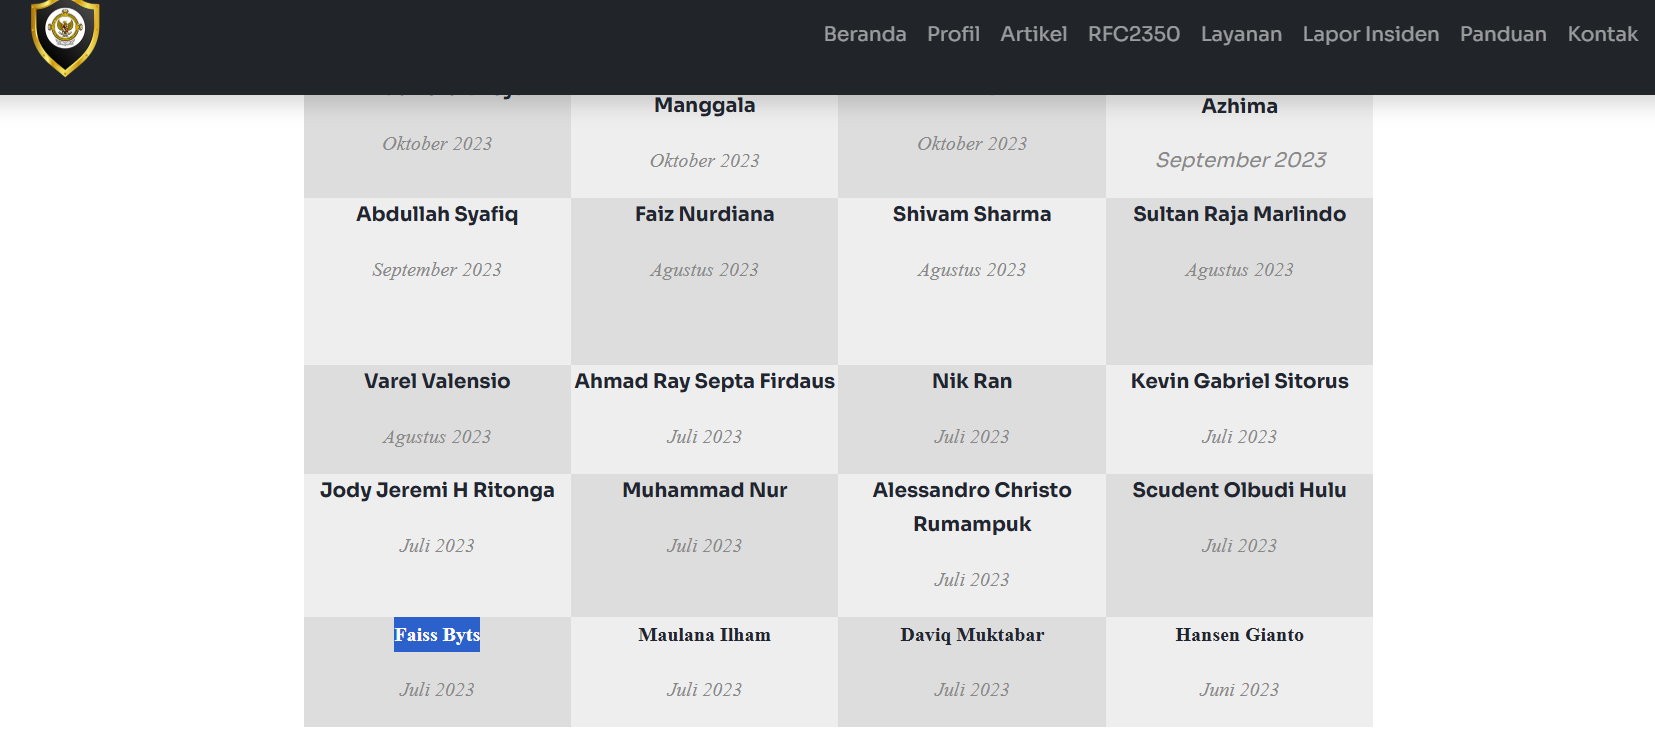 Beranda Profil Artikel RFC2350 Layanan Lapor Insiden Panduan Kontak
Manggala
Azhima
Oktober 2023
Oktober 2023
Oktober 2023
September 2023
Abdullah Syafiq
Faiz Nurdiana
Shivam Sharma
Sultan Raja Marlindo
September 2023
Agustus 2023
Agustus 2023
Agustus 2023
Varel Valensio
Ahmad Ray Septa Firdaus
Nik Ran
Kevin Gabriel Sitorus
Agustus 2023
Juli 2023
Juli 2023
Juli 2023
Jody Jeremi H Ritonga
Muhammad Nur
Alessandro Christo
Rumampuk
Scudent Olbudi Hulu
Juli 2023
Juli 2023
Juli 2023
Juli 2023
Faiss Byts
Maulana Ilham
Daviq Muktabar
Hansen Gianto
Juli 2023
Juli 2023
Juli 2023
Juni 2023